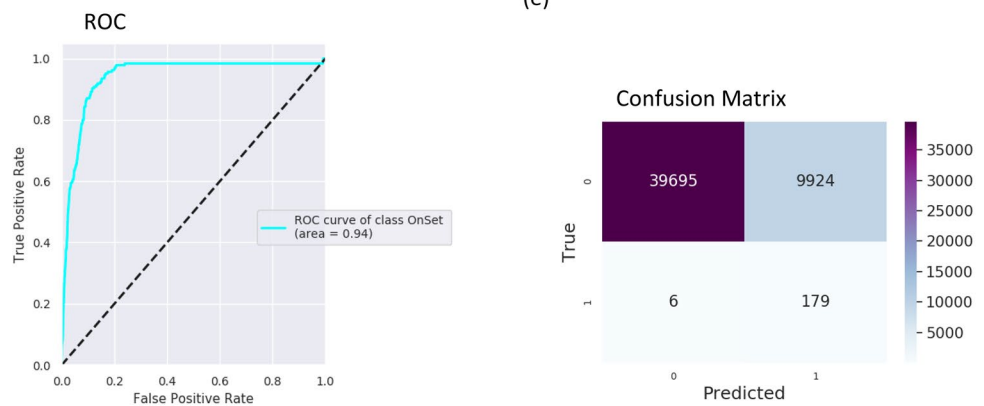 ROC
1.0
0.8
0.6
0.4
0.2
0.0
True Positive Rate
ROC curve of class OnSet
(area = 0.94)
0.0 0.2 0.4 0.6 0.8 1.0
False Positive Rate
Confusion Matrix
True
0
39695 9924
1
6 179
0 1
Predicted
35000
30000
25000
20000
15000
10000
5000